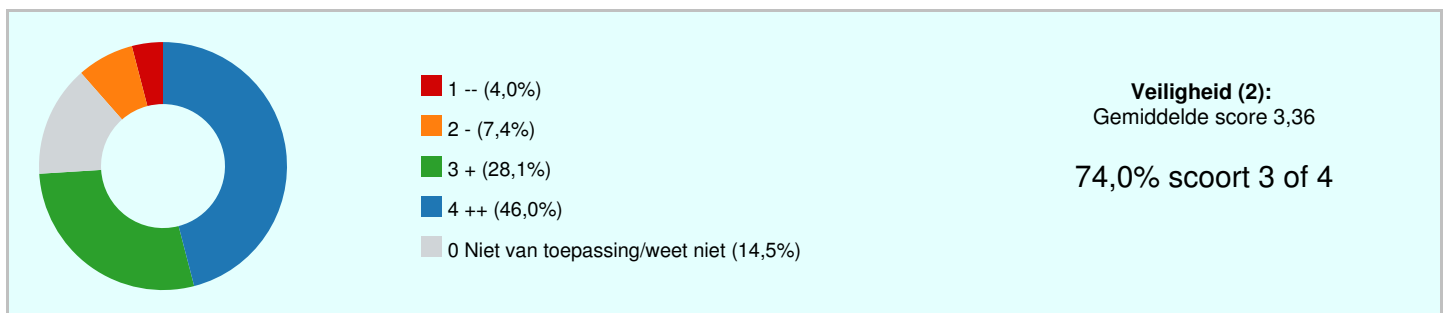 1 -- (4,0%)
2 - (7,4%)
3 + (28,1%)
4 ++ (46,0%)
0 Niet van toepassing/weet niet (14,5%)
Veiligheid (2):
Gemiddelde score 3,36
74,0% scoort 3 of 4